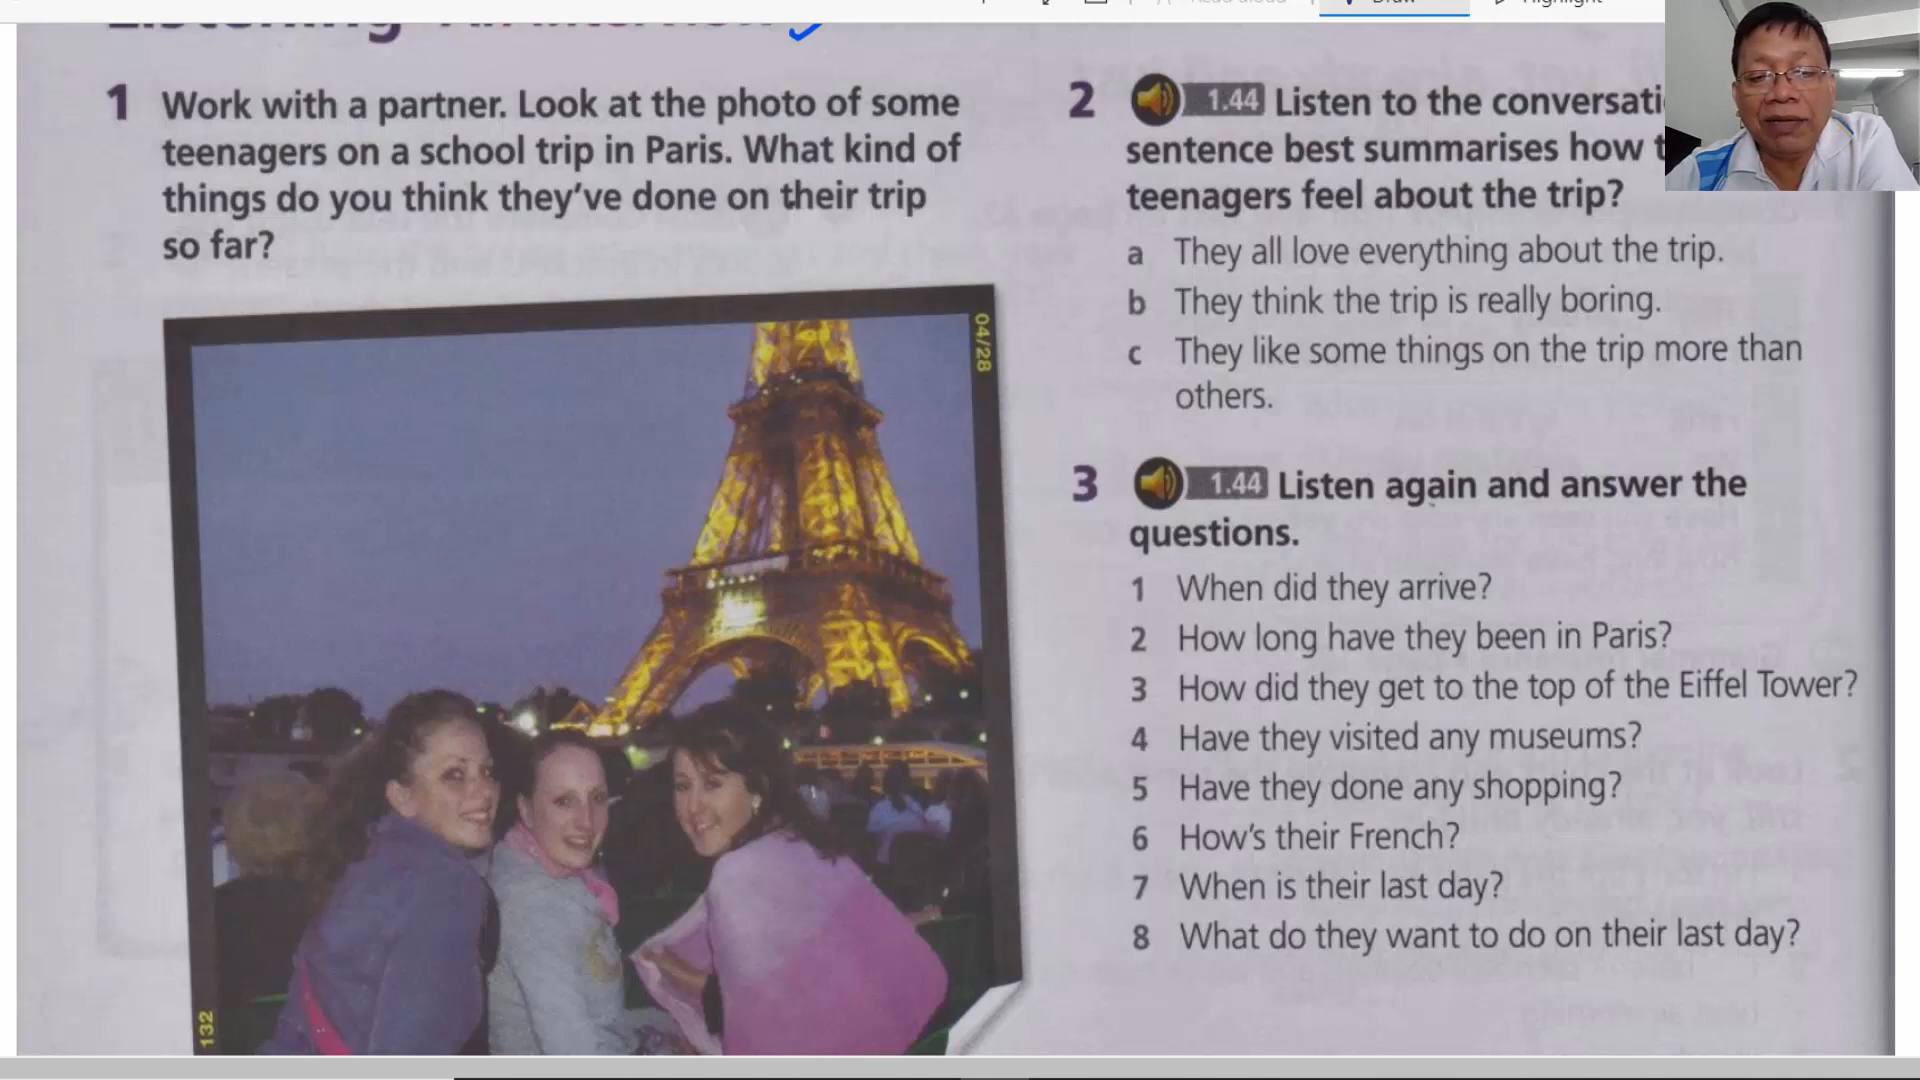 Draw
Highlight
1 Work with a partner. Look at the photo of some
teenagers on a school trip in Paris. What kind of
things do you think they've done on their trip
so far?
04/28
132
2 1.44 Listen to the conversati
sentence best summarises how t
teenagers feel about the trip?
a They all love everything about the trip.
b They think the trip is really boring.
c They like some things on the trip more than
others.
3 1.44 Listen again and answer the
questions.
1 When did they arrive?
2 How long have they been in Paris?
3 How did they get to the top of the Eiffel Tower?
4 Have they visited any museums?
5 Have they done any shopping?
6 How's their French?
7 When is their last day?
8 What do they want to do on their last day?